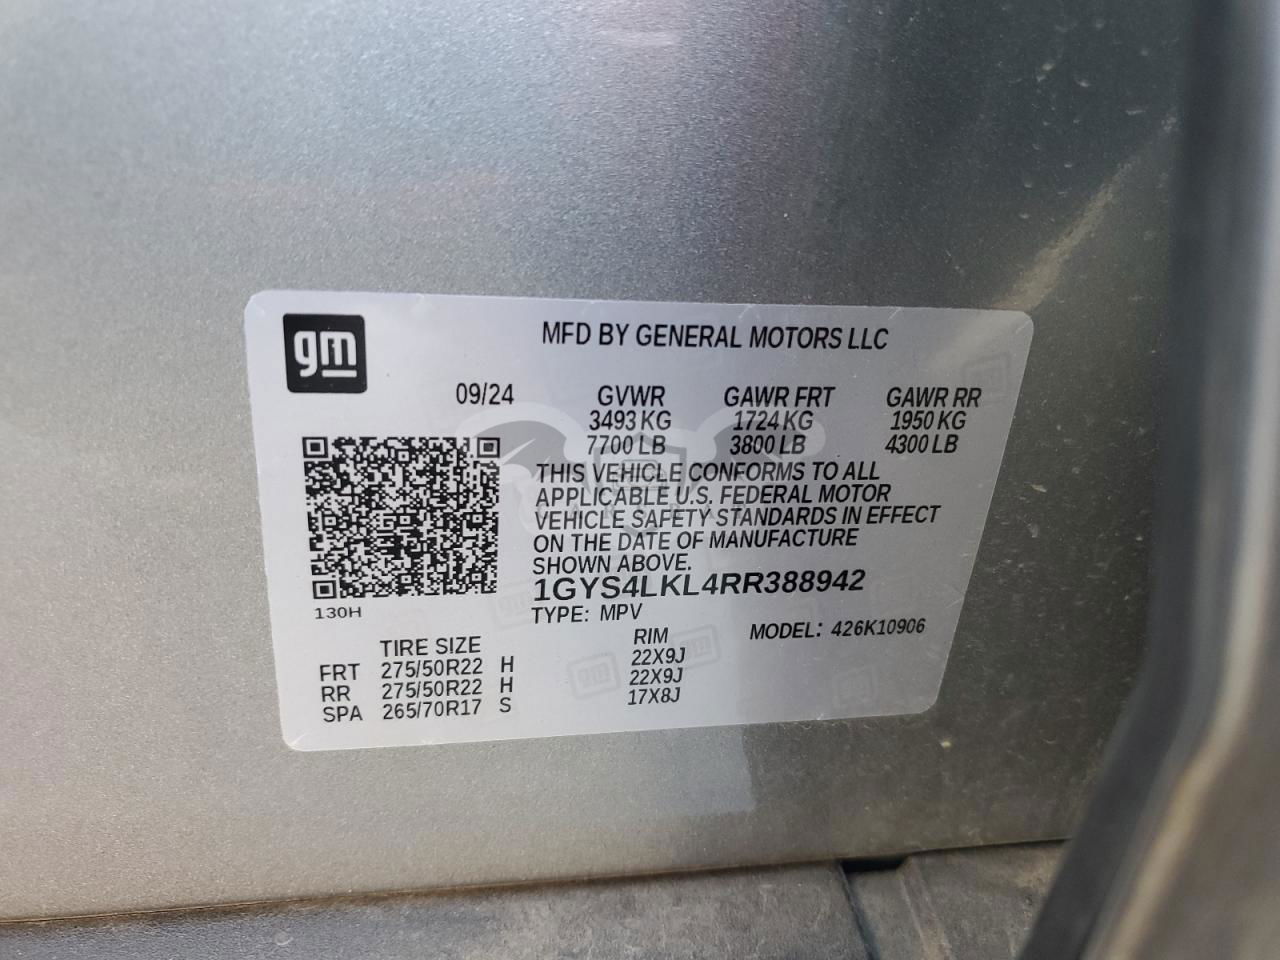 gm
MFD BY GENERAL MOTORS LLC
09/24 GVWR GAWR FRT GAWR RR
3493 KG 1724 KG 1950 KG
7700 LB 3800 LB 4300 LB
THIS VEHICLE CONFORMS TO ALL
APPLICABLE U.S. FEDERAL MOTOR
VEHICLE SAFETY STANDARDS IN EFFECT
ON THE DATE OF MANUFACTURE
SHOWN ABOVE.
1GYS4LKL4RR388942
130H
TYPE: MPV
MODEL: 426K10906
TIRE SIZE RIM
FRT 275/50R22 H 22X9J
RR 275/50R22 H 22X9J
SPA 265/70R17 S 17X8J